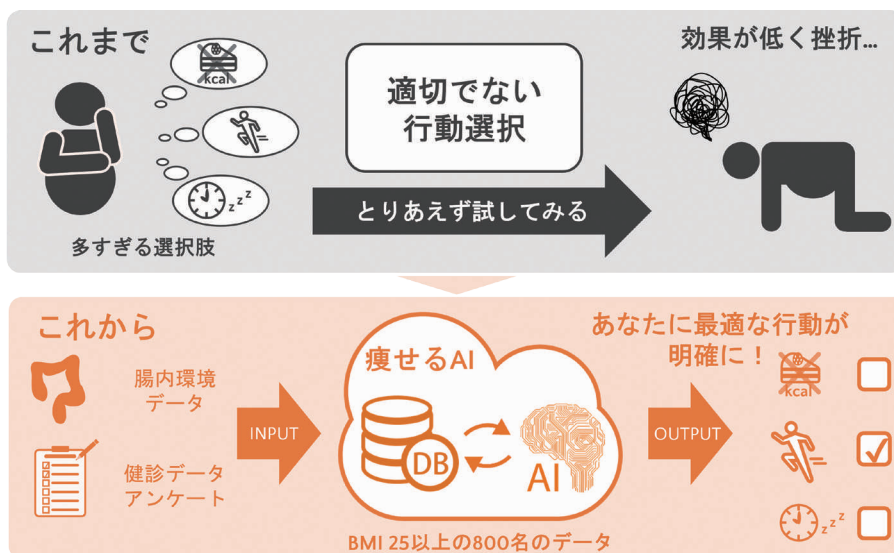 これまで
kcal
zzz
多すぎる選択肢
適切でない
行動選択
とりあえず試してみる
効果が低く挫折...
これから
腸内環境
データ
健診データ
アンケート
INPUT
痩せるAI
DB
AI
BMI 25以上の800名のデータ
OUTPUT
あなたに最適な行動が
明確に！
kcal
zzz